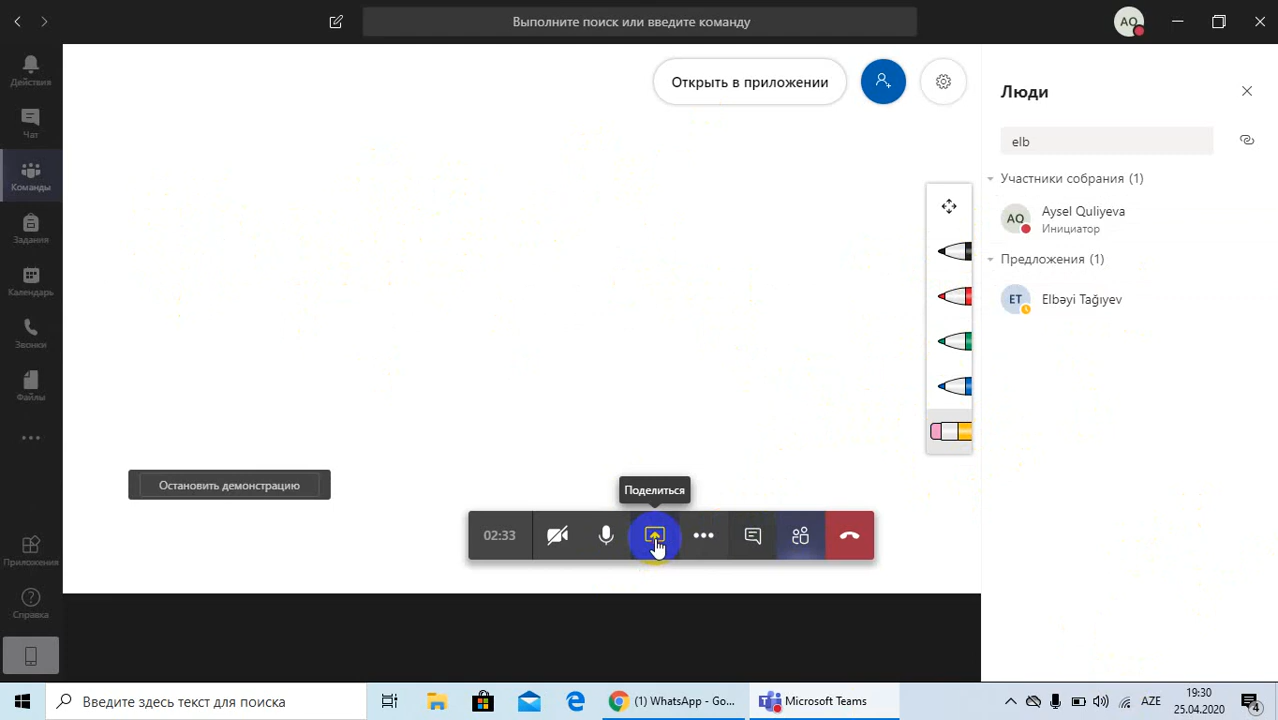 Выполните поиск или введите команду
AQ
Действия
Чат
Команды
Задания
Календарь
Звонки
Файлы
Приложения
Справка
Открыть в приложении
Люди
elb
Участники собрания (1)
AQ
Aysel Quliyeva
Инициатор
Предложения (1)
ET
Elbəyi Tağıyev
Остановить демонстрацию
Поделиться
02:33
Введите здесь текст для поиска
(1) WhatsApp - Go...
Microsoft Teams
AZE
19:30
25.04.2020
4